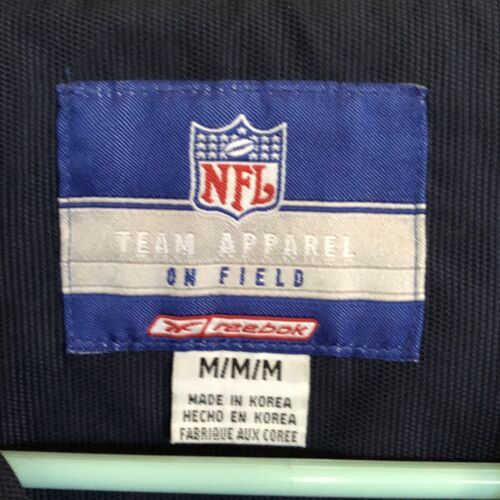 NFL
TEAM APPAREL
ON FIELD
Reebok
M/M/M
MADE IN KOREA
HECHO EN KOREA
FABRIQUE AUX COREE